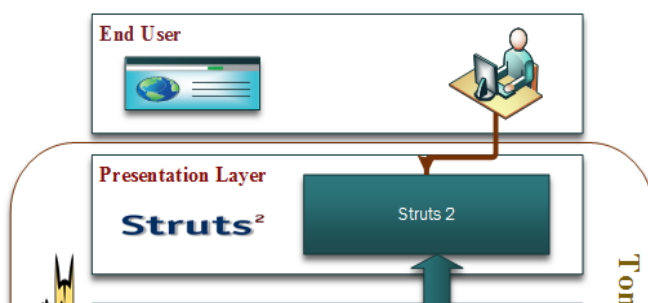 End User
Presentation Layer
Struts²
Struts 2